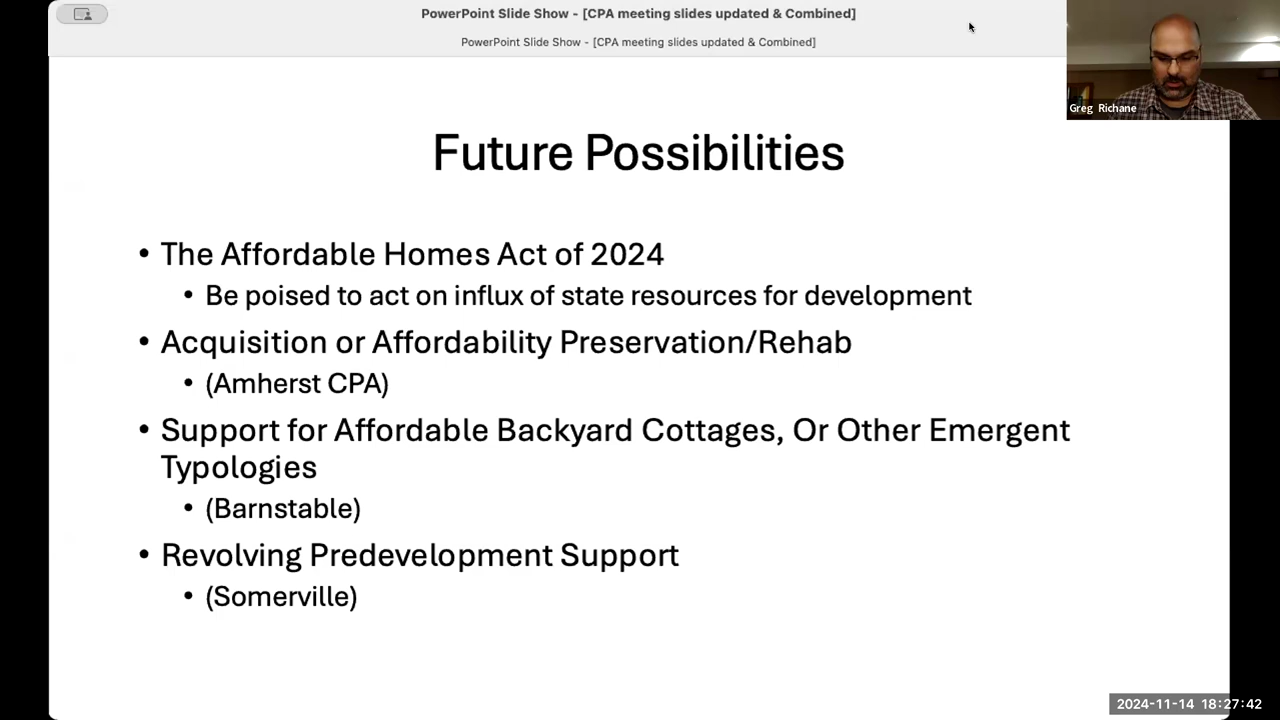 PowerPoint Slide Show - [CPA meeting slides updated & Combined]
PowerPoint Slide Show - [CPA meeting slides updated & Combined]
Greg Richane
Future Possibilities
• The Affordable Homes Act of 2024
• Be poised to act on influx of state resources for development
• Acquisition or Affordability Preservation/Rehab
• (Amherst CPA)
• Support for Affordable Backyard Cottages, Or Other Emergent
Typologies
• (Barnstable)
• Revolving Predevelopment Support
• (Somerville)
2024-11-14 18:27:42